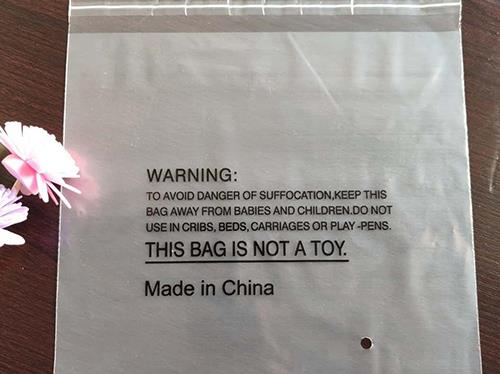 WARNING:
TO AVOID DANGER OF SUFFOCATION,KEEP THIS
BAG AWAY FROM BABIES AND CHILDREN.DO NOT
USE IN CRIBS, BEDS, CARRIAGES OR PLAY-PENS.
THIS BAG IS NOT A TOY.
Made in China